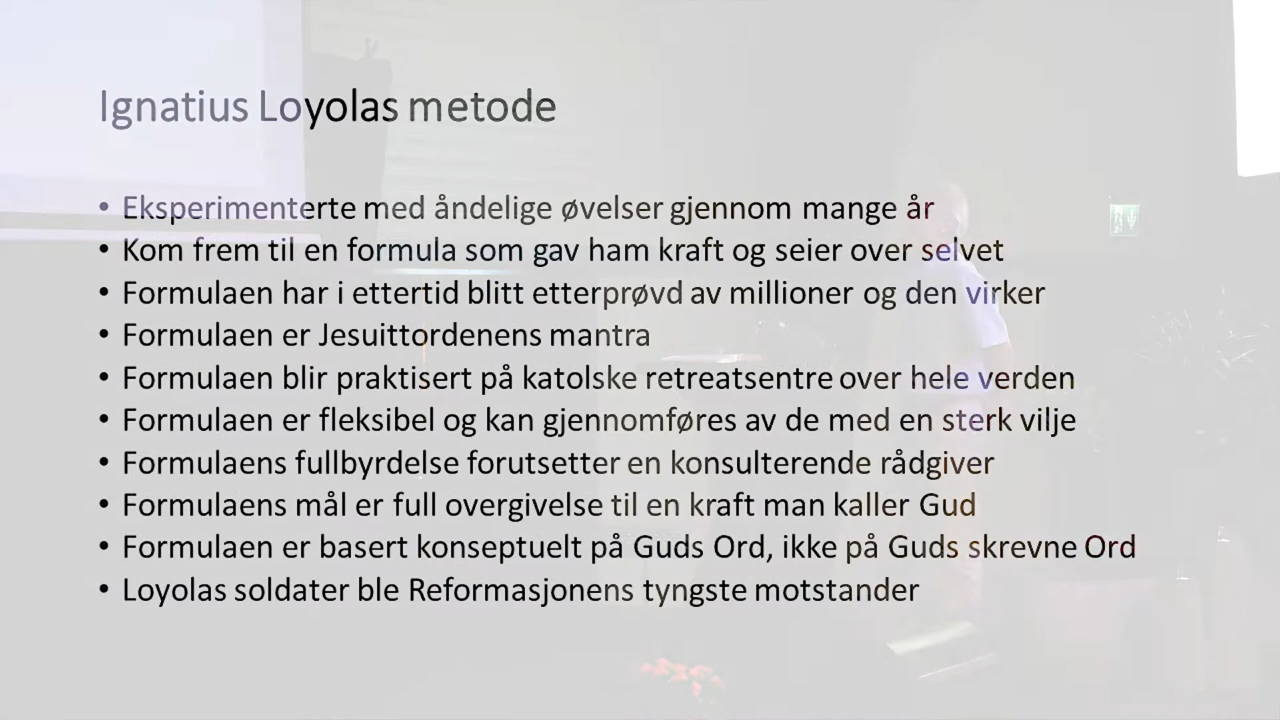 Ignatius Loyolas metode
• Eksperimenterte med åndelige øvelser gjennom mange år
• Kom frem til en formula som gav ham kraft og seier over selvet
• Formulaen har i ettertid blitt etterprøvd av millioner og den virker
• Formulaen er Jesuittordenens mantra
• Formulaen blir praktisert på katolske retreatsentre over hele verden
• Formulaen er fleksibel og kan gjennomføres av de med en sterk vilje
• Formulaens fullbyrdelse forutsetter en konsulterende rådgiver
• Formulaens mål er full overgivelse til en kraft man kaller Gud
• Formulaen er basert konseptuelt på Guds Ord, ikke på Guds skrevne Ord
• Loyolas soldater ble Reformasjonens tyngste motstander